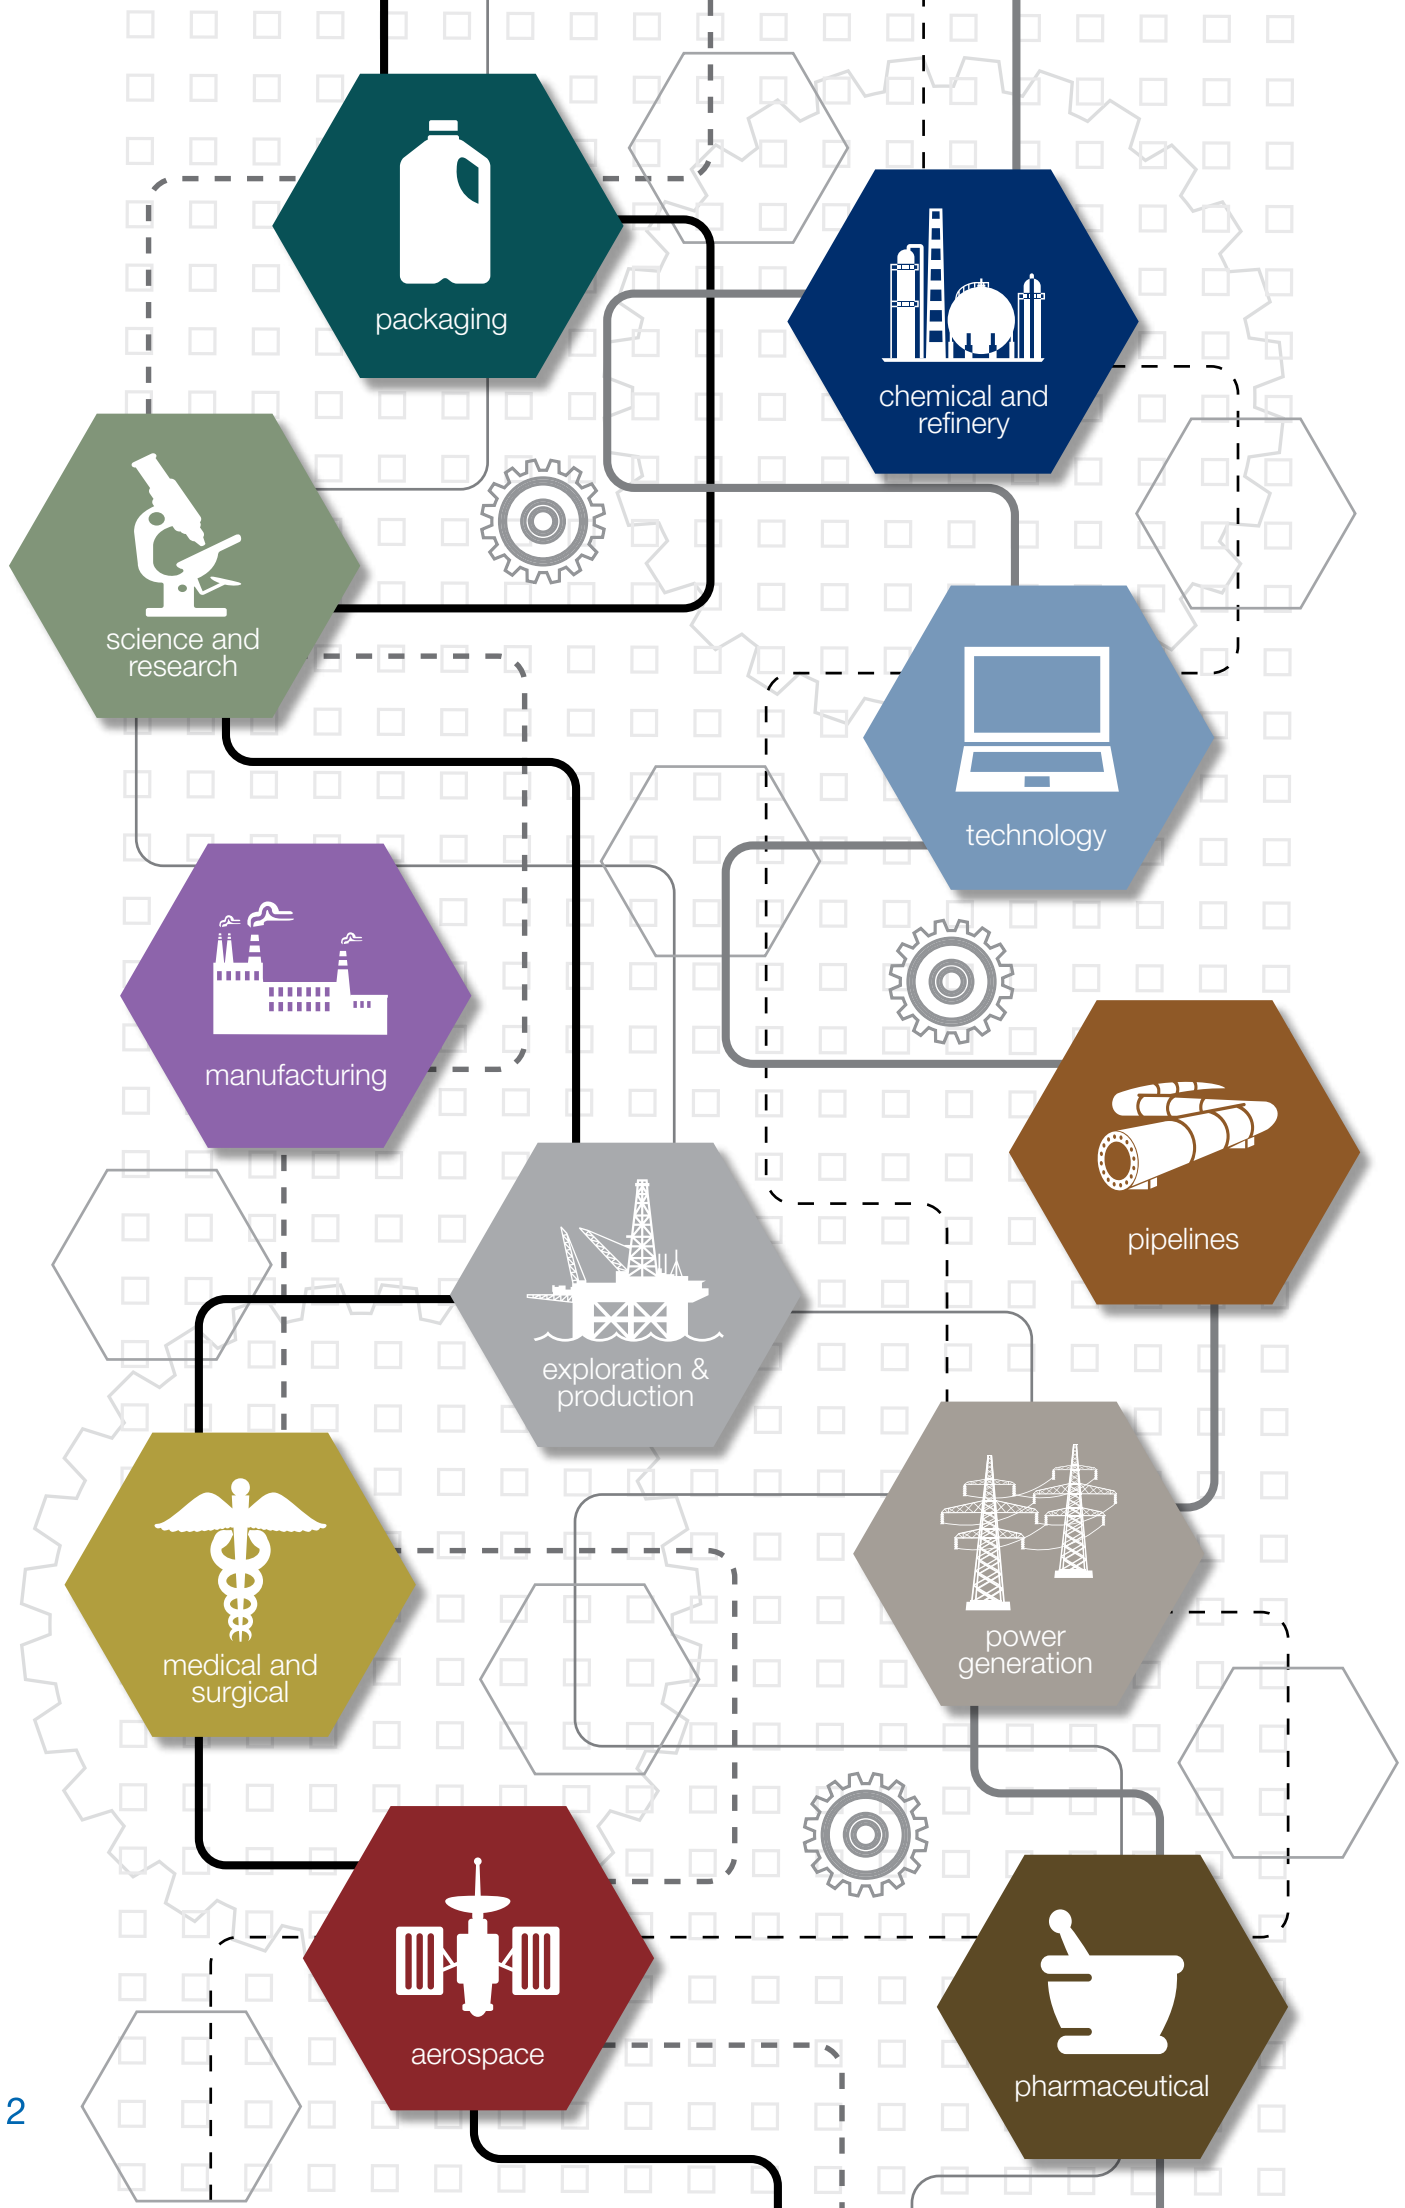 packaging
chemical and
refinery
science and
research
technology
manufacturing
pipelines
exploration &
production
power
generation
medical and
surgical
aerospace
pharmaceutical
2